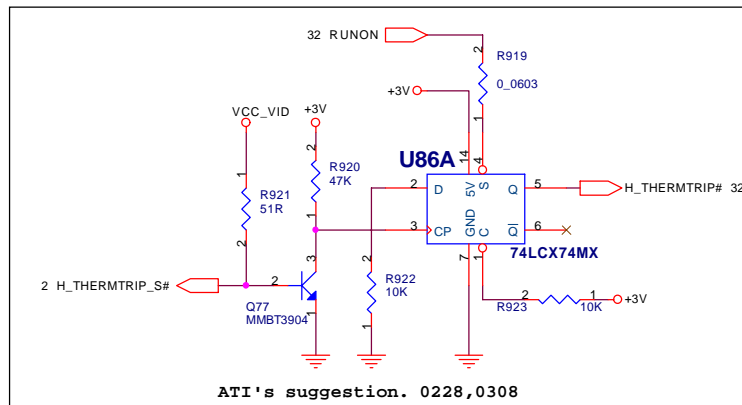 32 RUNON
2
R919
0_0603
1
+3V
VCC_VID
+3V
14
4
U86A
2
R920
47K
1
1
R921
51R
2
2
D
5V
S
Q
5
H_THERMTRIP# 32
3
CP
GND
C
QI
6
7
1
74LCX74MX
2 H_THERMTRIP_S#
2
3
1
Q77
MMBT3904
2
R922
10K
1
2
R923
1
10K
+3V
ATI's suggestion. 0228,0308